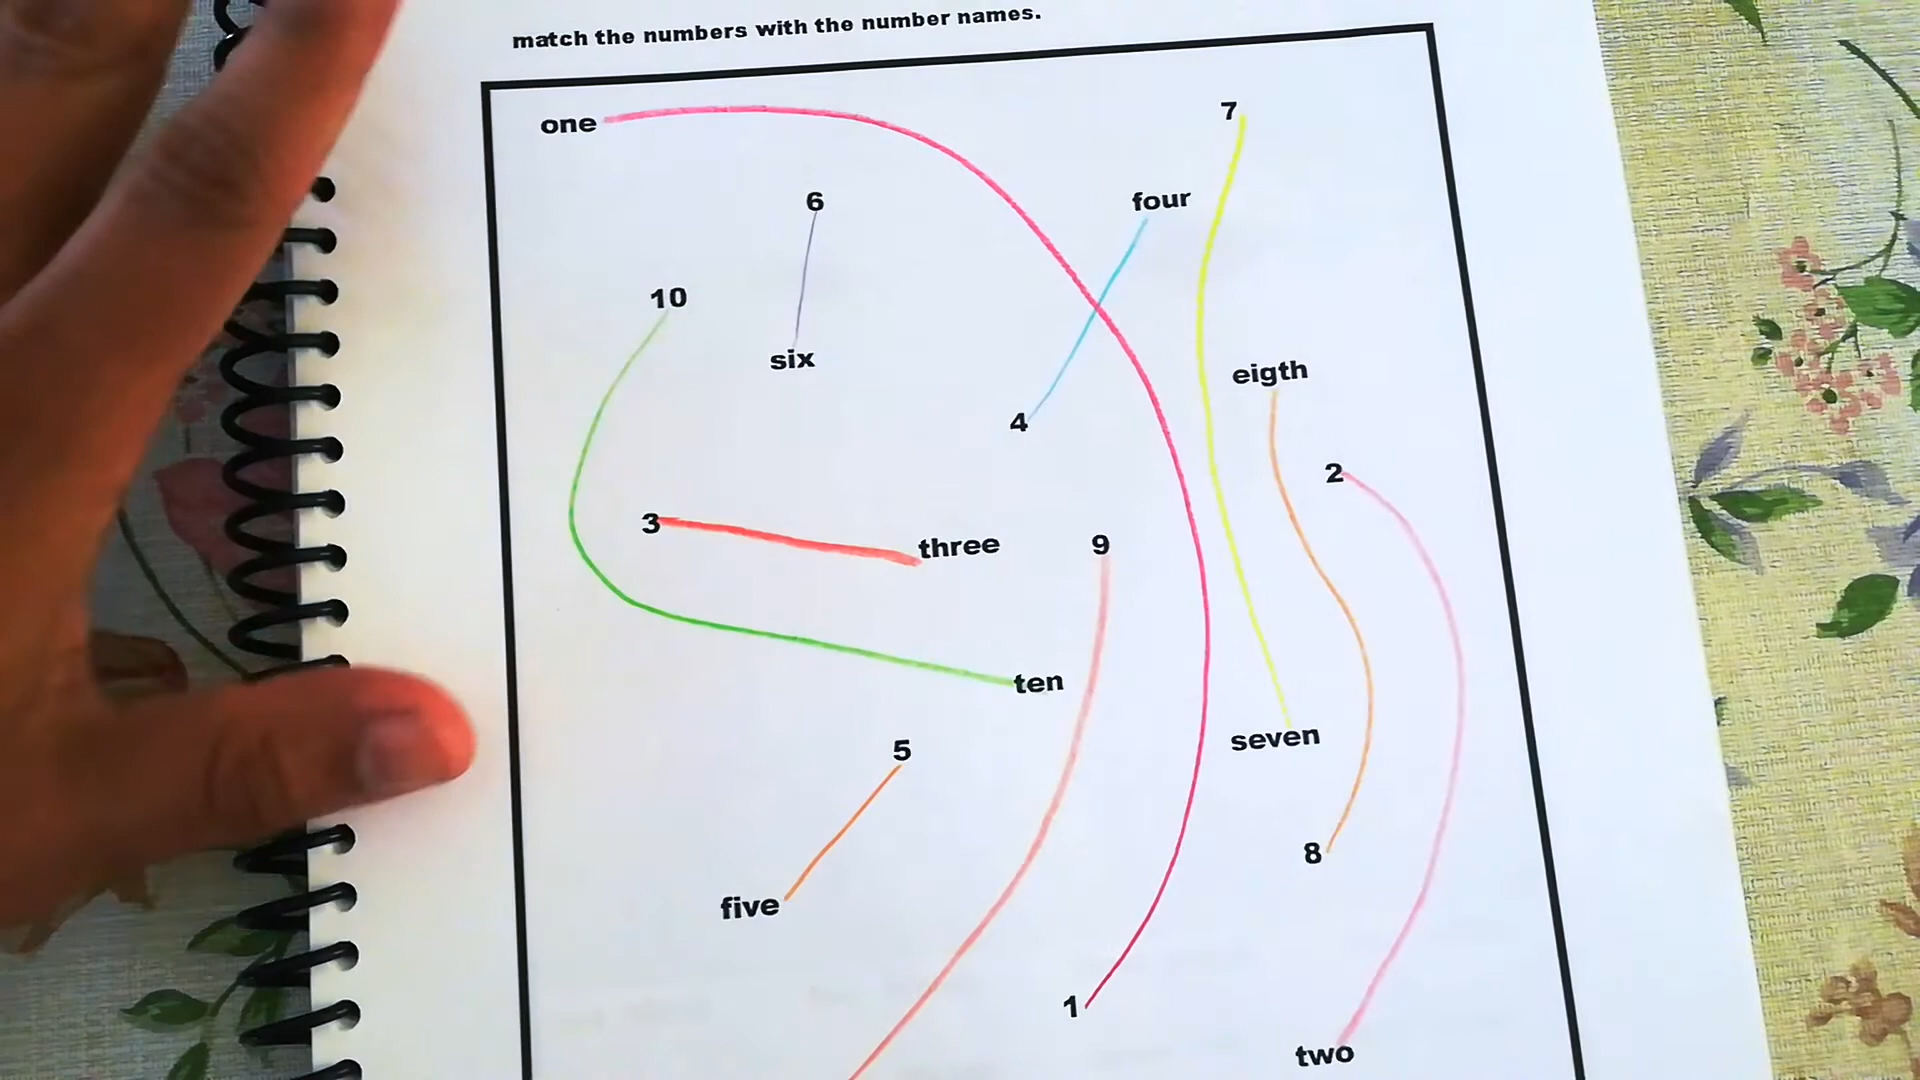 match the numbers with the number names.
one
7
6
four
10
six
eigth
4
2
3
three
9
ten
seven
5
8
five
1
two